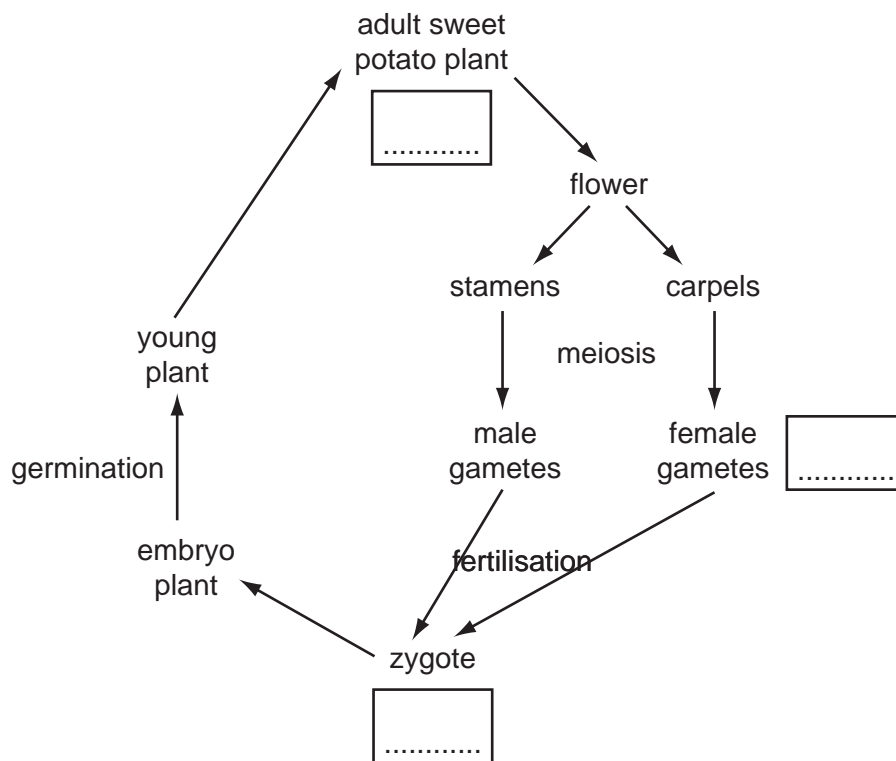 adult sweet
potato plant
............
flower
stamens
carpels
meiosis
young
plant
male
gametes
female
gametes
............
germination
embryo
plant
fertilisation
zygote
............